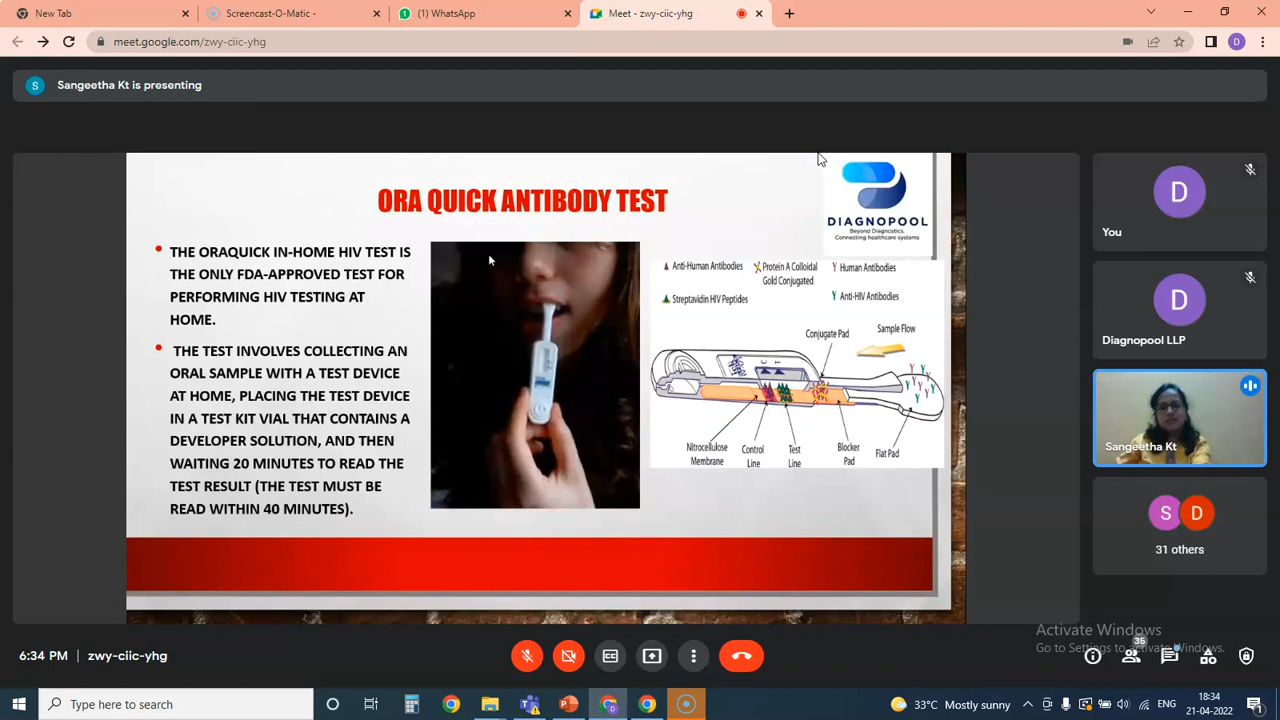 New Tab
Screencast-O-Matic
(1) WhatsApp
Meet - zwy-ciic-yhg
meet.google.com/zwy-ciic-yhg
D
S
Sangeetha Kt is presenting
ORA QUICK ANTIBODY TEST
DIAGNOPOOL
Beyond Diagnostics,
Connecting healthcare systems
THE ORAQUICK IN-HOME HIV TEST IS
THE ONLY FDA-APPROVED TEST FOR
PERFORMING HIV TESTING AT
HOME.
THE TEST INVOLVES COLLECTING AN
ORAL SAMPLE WITH A TEST DEVICE
AT HOME, PLACING THE TEST DEVICE
IN A TEST KIT VIAL THAT CONTAINS A
DEVELOPER SOLUTION, AND THEN
WAITING 20 MINUTES TO READ THE
TEST RESULT (THE TEST MUST BE
READ WITHIN 40 MINUTES).
Anti-Human Antibodies
Protein A Colloidal
Gold Conjugated
Human Antibodies
Streptavidin HIV Peptides
Anti-HIV Antibodies
Conjugate Pad
Sample Flow
C T
Nitrocellulose
Membrane
Control
Line
Test
Line
Blocker
Pad
Flat Pad
D
You
D
Diagnopool LLP
Sangeetha Kt
S D
31 others
Activate Windows
Go to Settings to activate Windows.
6:34 PM
zwy-ciic-yhg
35
Type here to search
33°C Mostly sunny
ENG
18:34
21-04-2022